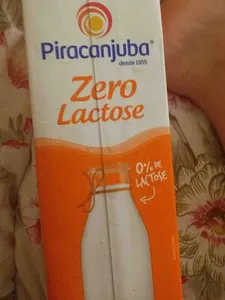 Piracanjuba®
desde 1955
Zero
Lactose
0% DE
LACTOSE